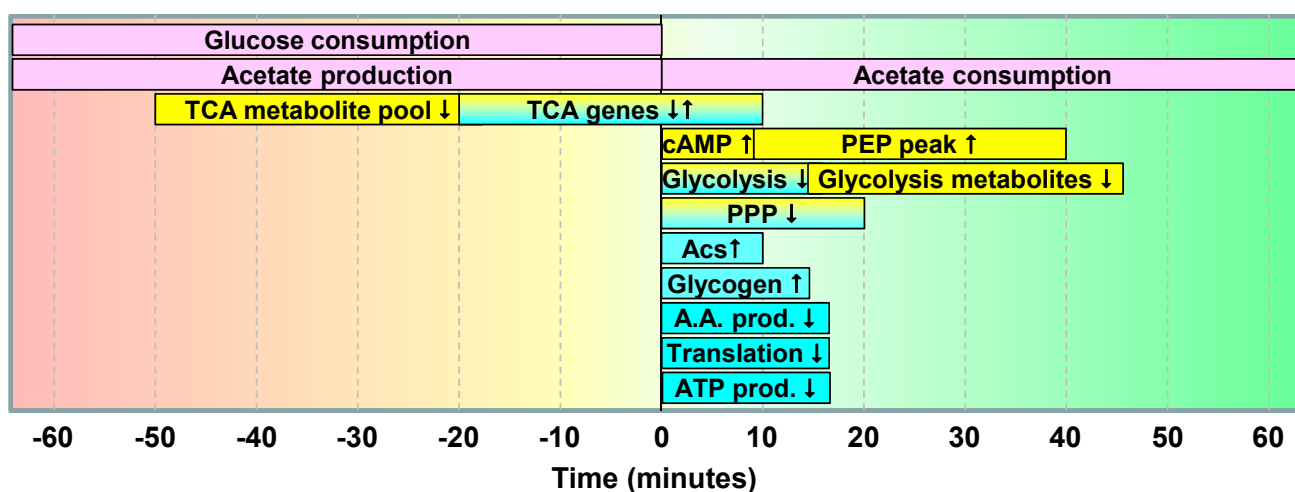 Glucose consumption
Acetate production Acetate consumption
TCA metabolite pool ↓ TCA genes ↓↑
cAMP ↑ PEP peak ↑
Glycolysis ↓ Glycolysis metabolites ↓
PPP ↓
Acs↑
Glycogen ↑
A.A. prod. ↓
Translation ↓
ATP prod. ↓
-60 -50 -40 -30 -20 -10 0 10 20 30 40 50 60
Time (minutes)